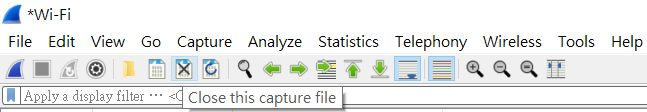 *Wi-Fi
File Edit View Go Capture Analyze Statistics Telephony Wireless Tools Help
Apply a display filter ··· <C
Close this capture file